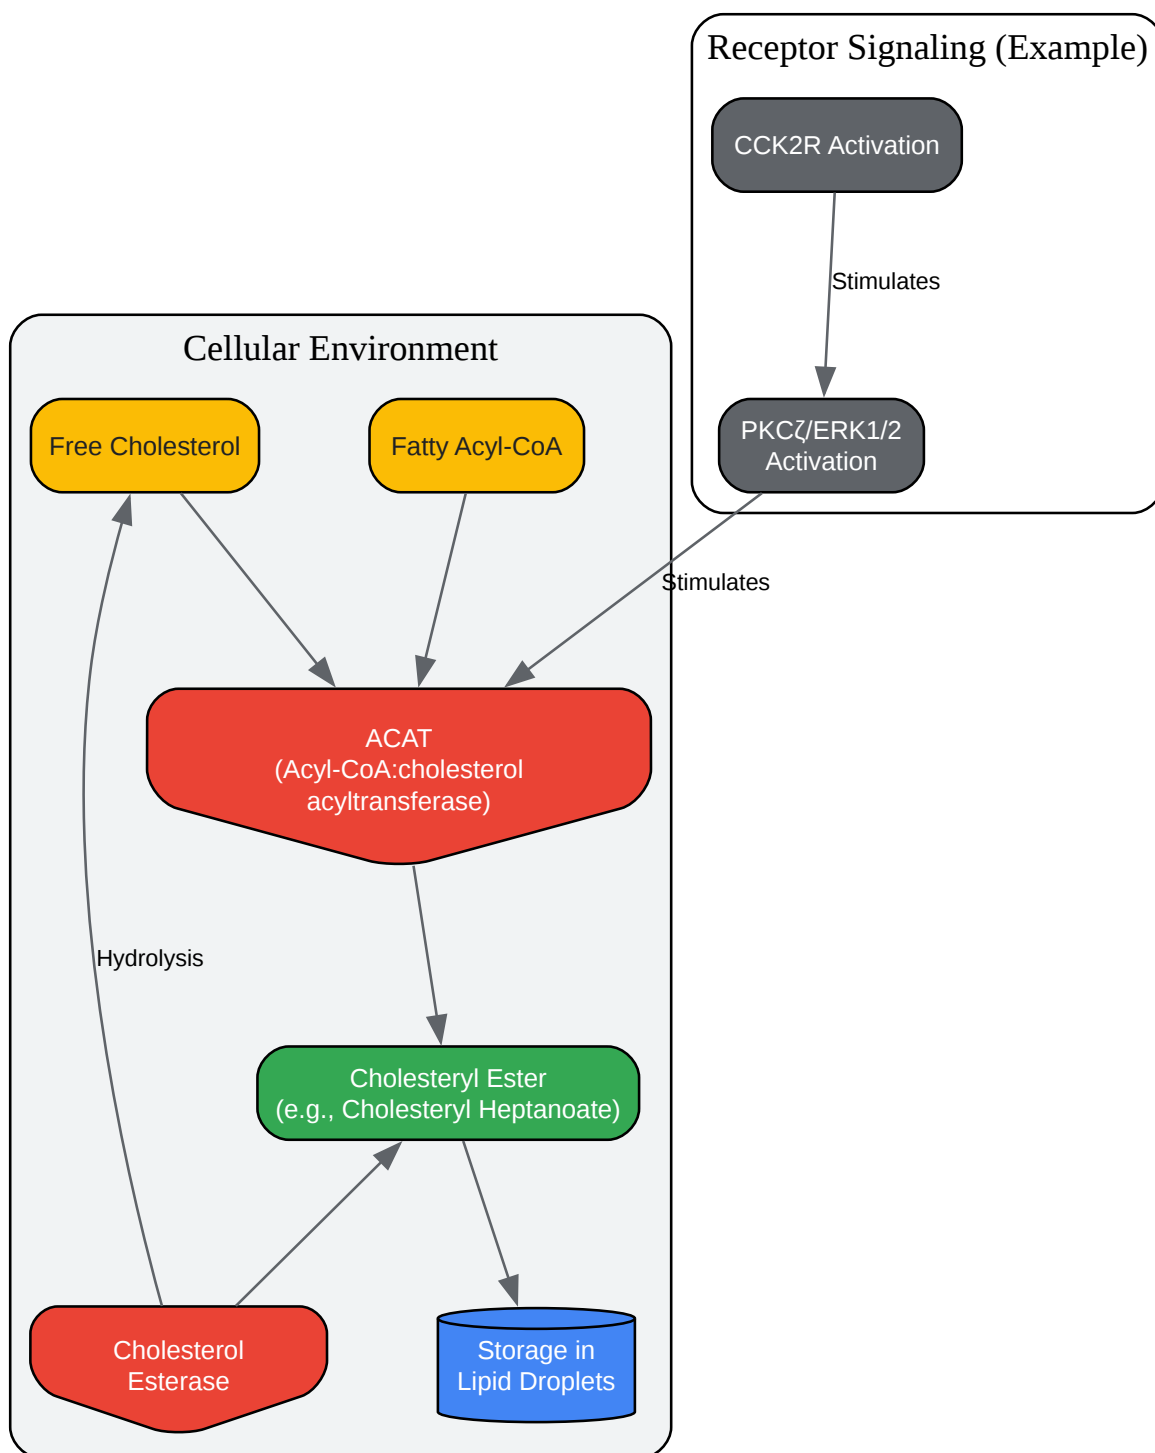 Receptor Signaling (Example)
CCK2R Activation
Stimulates
PKCζ/ERK1/2
Activation
Stimulates
Cellular Environment
Free Cholesterol
Fatty Acyl-CoA
ACAT
(Acyl-CoA:cholesterol
acyltransferase)
Hydrolysis
Cholesteryl Ester
(e.g., Cholesteryl Heptanoate)
Cholesterol
Esterase
Storage in
Lipid Droplets